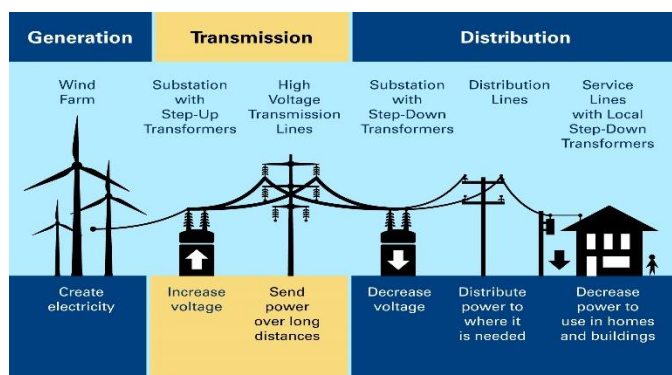 Generation
Transmission
Distribution
Wind
Farm
Substation
with
Step-Up
Transformers
High
Voltage
Transmission
Lines
Substation
with
Step-Down
Transformers
Distribution
Lines
Service
Lines
with Local
Step-Down
Transformers
Create
electricity
Increase
voltage
Send
power
over long
distances
Decrease
voltage
Distribute
power to
where it
is needed
Decrease
power to
use in homes
and buildings